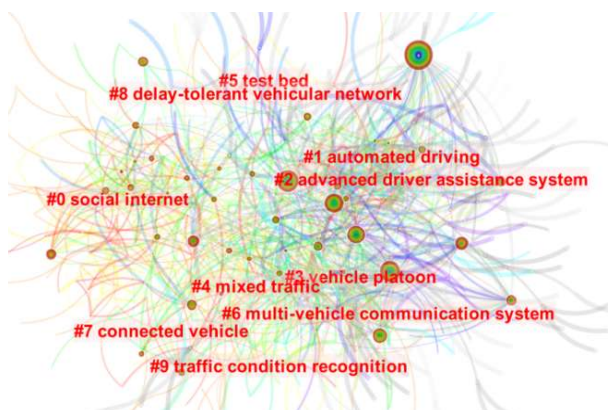 #5 test bed
#8 delay-tolerant vehicular network
#1 automated driving
#2 advanced driver assistance system
#0 social internet
#3 vehicle platoon
#4 mixed traffic
#6 multi-vehicle communication system
#7 connected vehicle
#9 traffic condition recognition